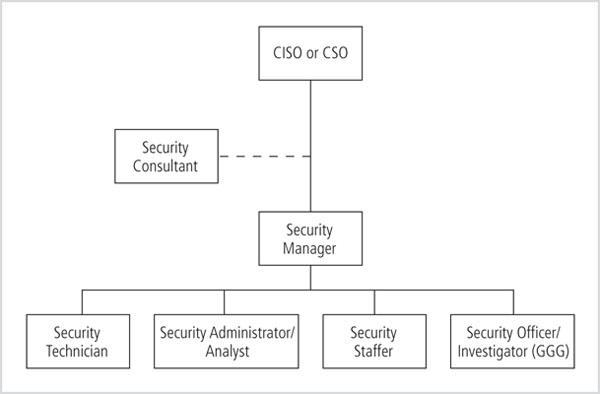 CISO or CSO
Security
Consultant
Security
Manager
Security
Technician
Security Administrator/
Analyst
Security
Staffer
Security Officer/
Investigator (GGG)